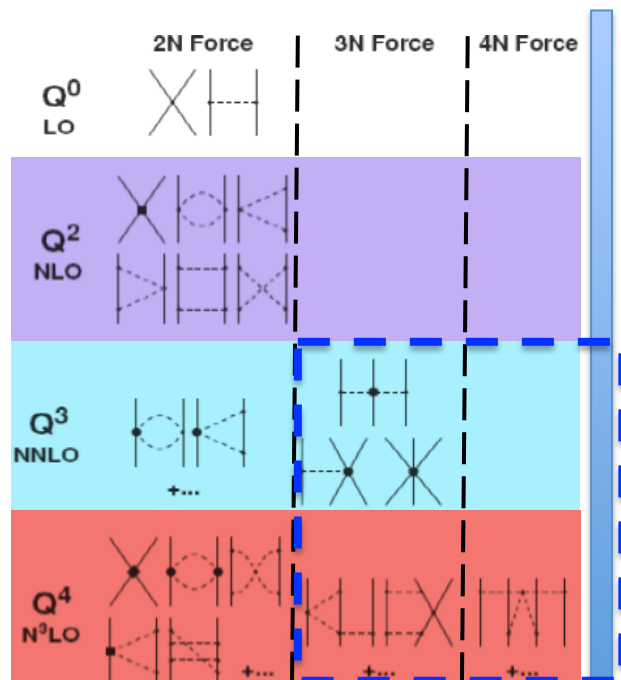 2N Force 3N Force 4N Force
Q⁰
LO
Q²
NLO
Q³
NNLO
+...
Q⁴
N³LO
+... +... +...